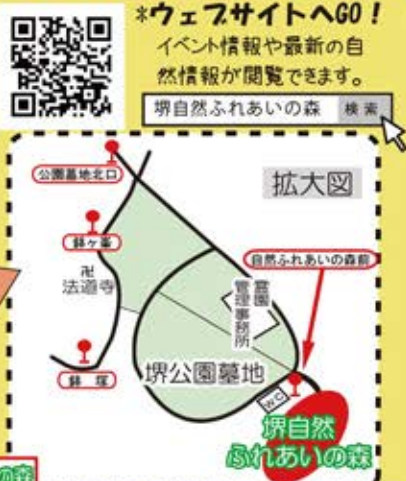 *ウェブサイトへGO!
イベント情報や最新の自
然情報が閲覧できます。
堺自然ふれあいの森 検索
拡大図
公園墓地北口
鉢ヶ峯
卍
法道寺
自然ふれあいの森前
霊園
管理事務所
鉢塚
堺公園墓地
WC
堺自然
ふれあいの森
の森